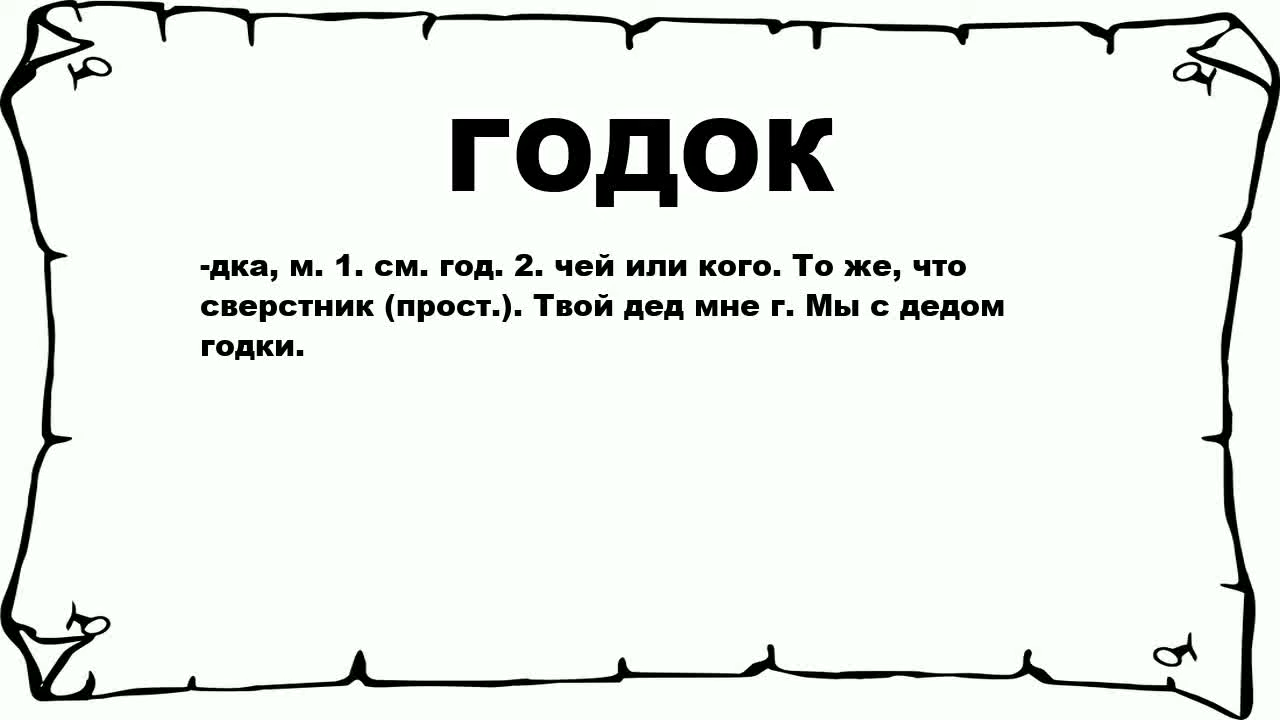 ГОДОК
-дка, м. 1. см. год. 2. чей или кого. То же, что
сверстник (прост.). Твой дед мне г. Мы с дедом
годки.